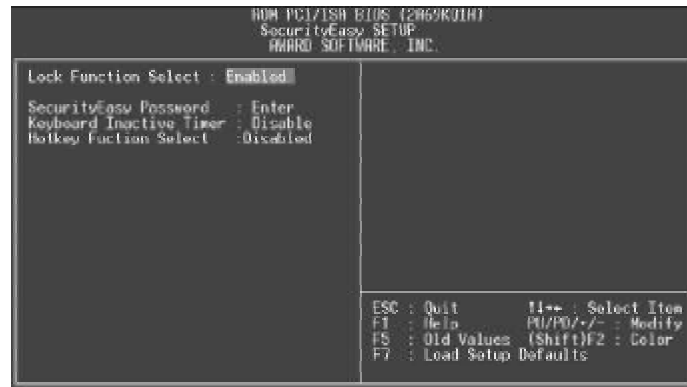 ROM PCI/ISA BIOS (2A69KQ1H)
SecurityEasy SETUP
AWARD SOFTWARE, INC.
Lock Function Select : Enabled
SecurityEasy Password : Enter
Keyboard Inactive Timer : Disable
Hotkey Fuction Select :Disabled
ESC : Quit ↑↓→← : Select Item
F1 : Help PU/PD/+/- : Modify
F5 : Old Values (Shift)F2 : Color
F7 : Load Setup Defaults